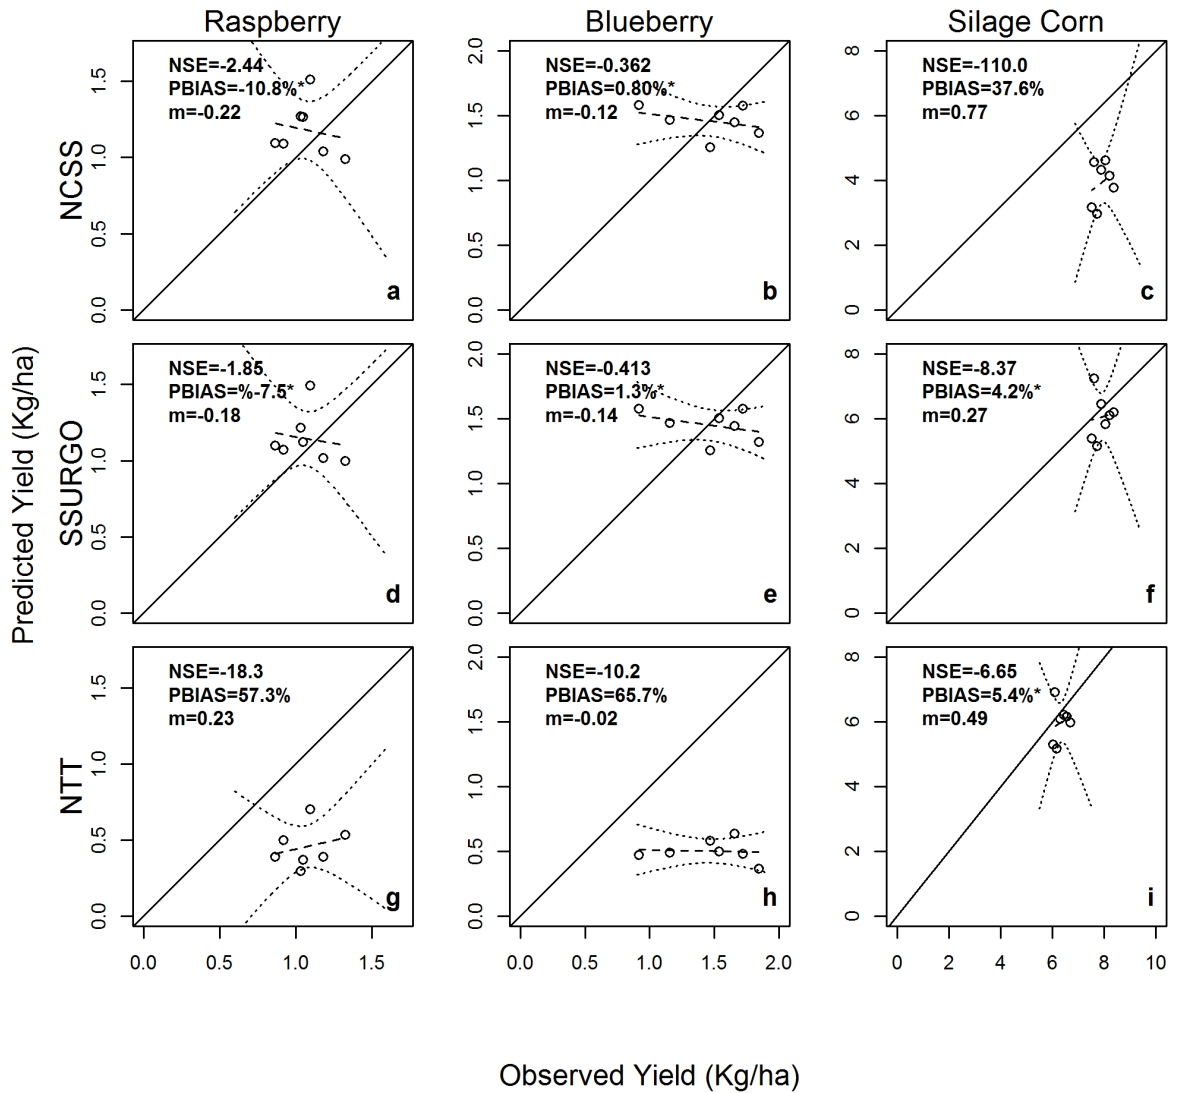 Raspberry Blueberry Silage Corn
NCSS
NSE=-2.44
PBIAS=-10.8%*
m=-0.22
a
0.0 0.5 1.0 1.5
NSE=-0.362
PBIAS=0.80%*
m=-0.12
b
0.0 0.5 1.0 1.5 2.0
NSE=-110.0
PBIAS=37.6%
m=0.77
c
0 2 4 6 8
Predicted Yield (Kg/ha)
SSURGO
NSE=-1.85
PBIAS=%-7.5*
m=-0.18
d
0.0 0.5 1.0 1.5
NSE=-0.413
PBIAS=1.3%*
m=-0.14
e
0.0 0.5 1.0 1.5 2.0
NSE=-8.37
PBIAS=4.2%*
m=0.27
f
0 2 4 6 8
NTT
NSE=-18.3
PBIAS=57.3%
m=0.23
g
0.0 0.5 1.0 1.5
NSE=-10.2
PBIAS=65.7%
m=-0.02
h
0.0 0.5 1.0 1.5 2.0
NSE=-6.65
PBIAS=5.4%*
m=0.49
i
0 2 4 6 8
0.0 0.5 1.0 1.5
0.0 0.5 1.0 1.5 2.0
0 2 4 6 8 10
Observed Yield (Kg/ha)